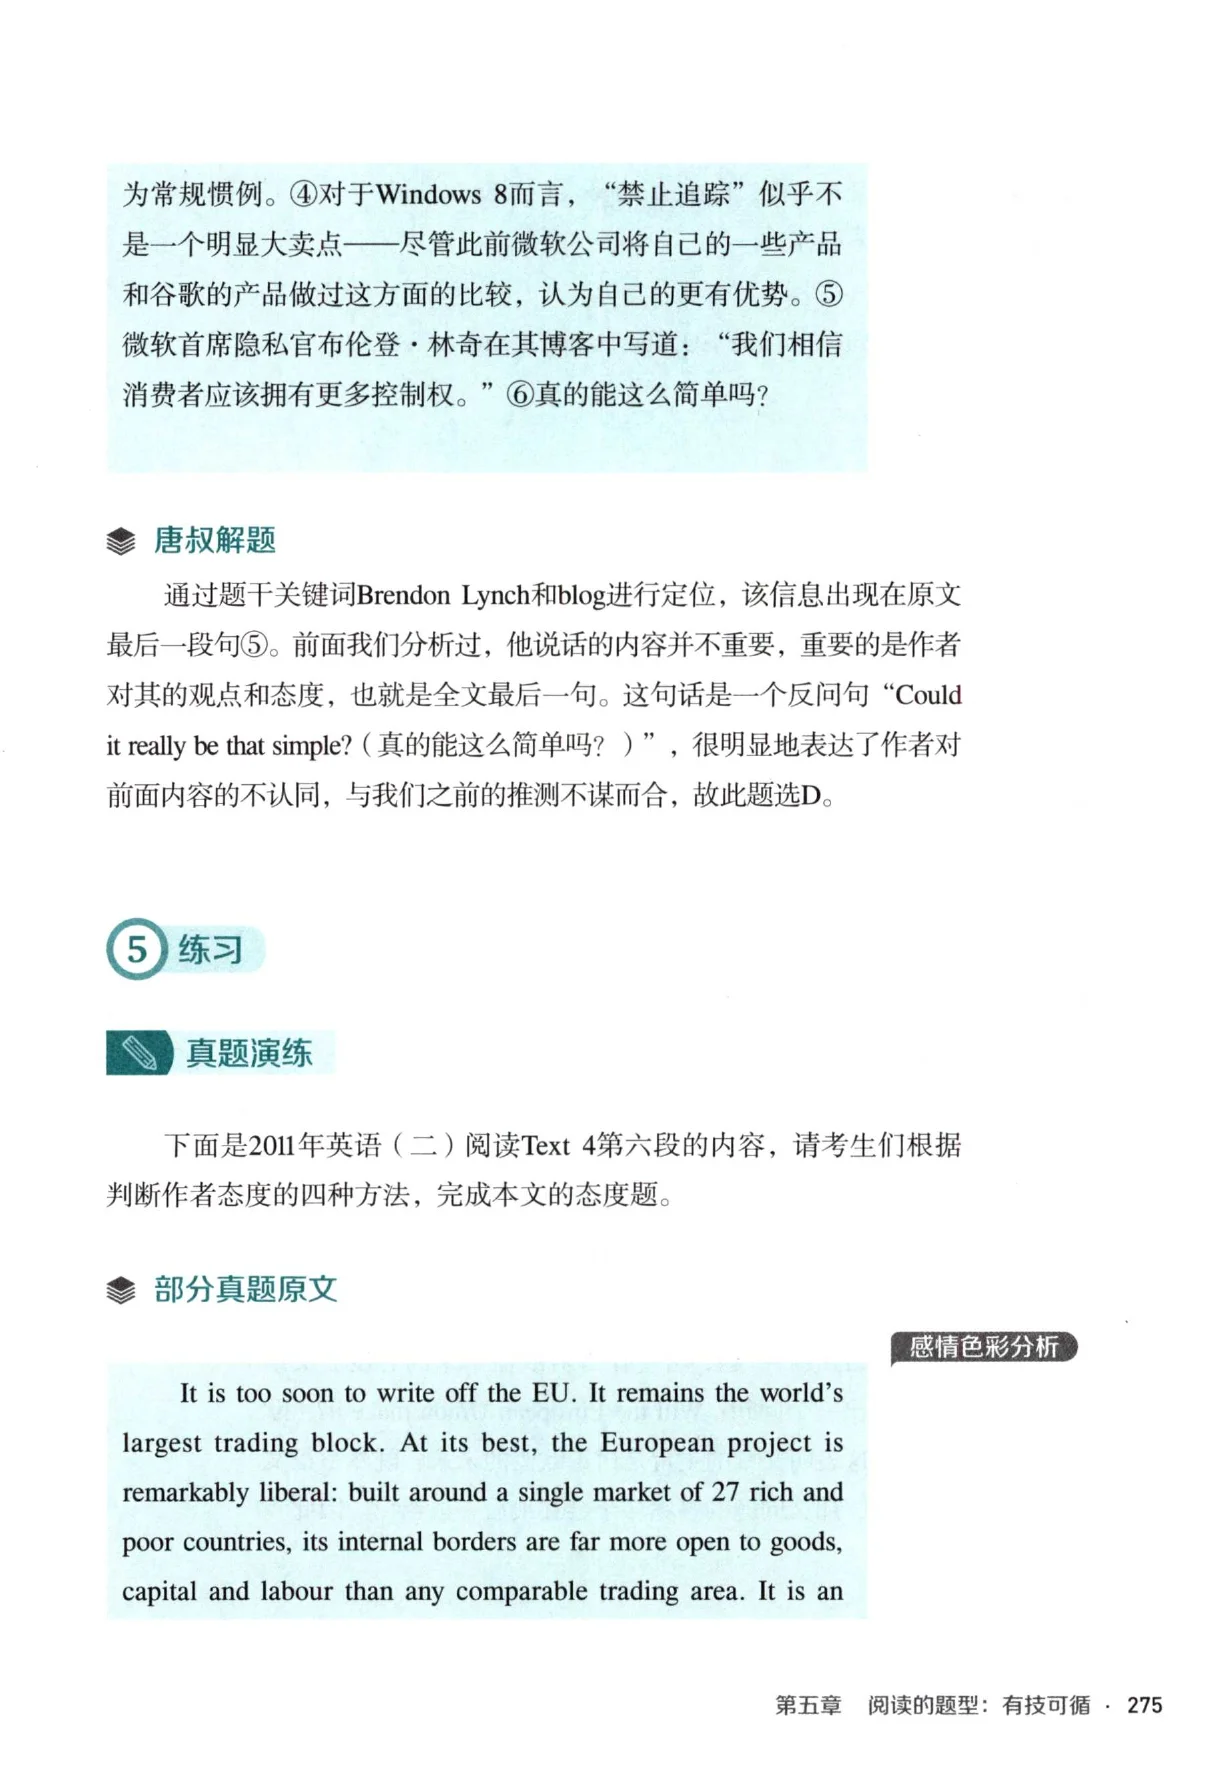 为常规惯例。④对于Windows 8而言，“禁止追踪”似乎不
是一个明显大卖点——尽管此前微软公司将自己的一些产品
和谷歌的产品做过这方面的比较，认为自己的更有优势。⑤
微软首席隐私官布伦登·林奇在其博客中写道：“我们相信
消费者应该拥有更多控制权。”⑥真的能这么简单吗？
唐叔解题
通过题干关键词Brendon Lynch和blog进行定位，该信息出现在原文
最后一段句⑤。前面我们分析过，他说话的内容并不重要，重要的是作者
对其的观点和态度，也就是全文最后一句。这句话是一个反问句“Could
it really be that simple?（真的能这么简单吗？）”，很明显地表达了作者对
前面内容的不认同，与我们之前的推测不谋而合，故此题选D。
5 练习
真题演练
下面是2011年英语（二）阅读Text 4第六段的内容，请考生们根据
判断作者态度的四种方法，完成本文的态度题。
部分真题原文
感情色彩分析
It is too soon to write off the EU. It remains the world's
largest trading block. At its best, the European project is
remarkably liberal: built around a single market of 27 rich and
poor countries, its internal borders are far more open to goods,
capital and labour than any comparable trading area. It is an
第五章 阅读的题型：有技可循 · 275